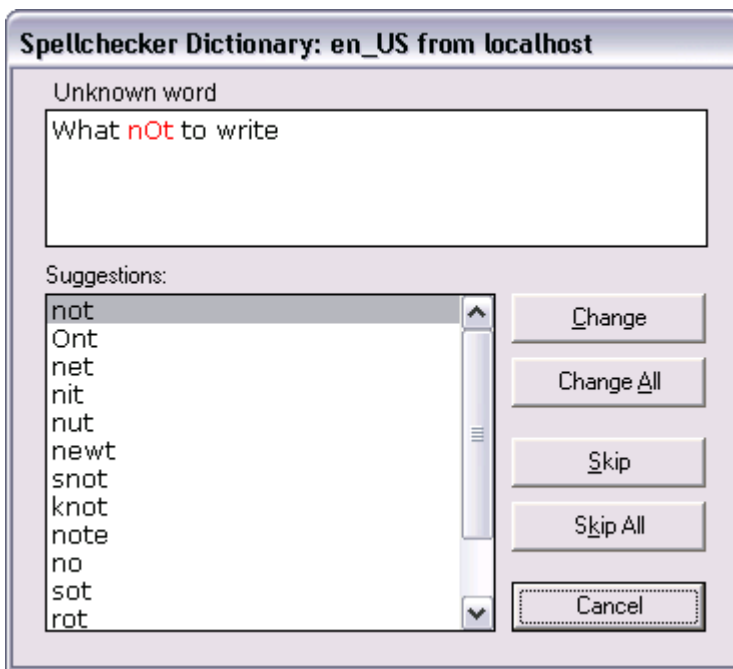 Spellchecker Dictionary: en_US from localhost
Unknown word
What nOt to write
Suggestions:
not
Ont
net
nit
nut
newt
snot
knot
note
no
sot
rot
Change
Change All
Skip
Skip All
Cancel